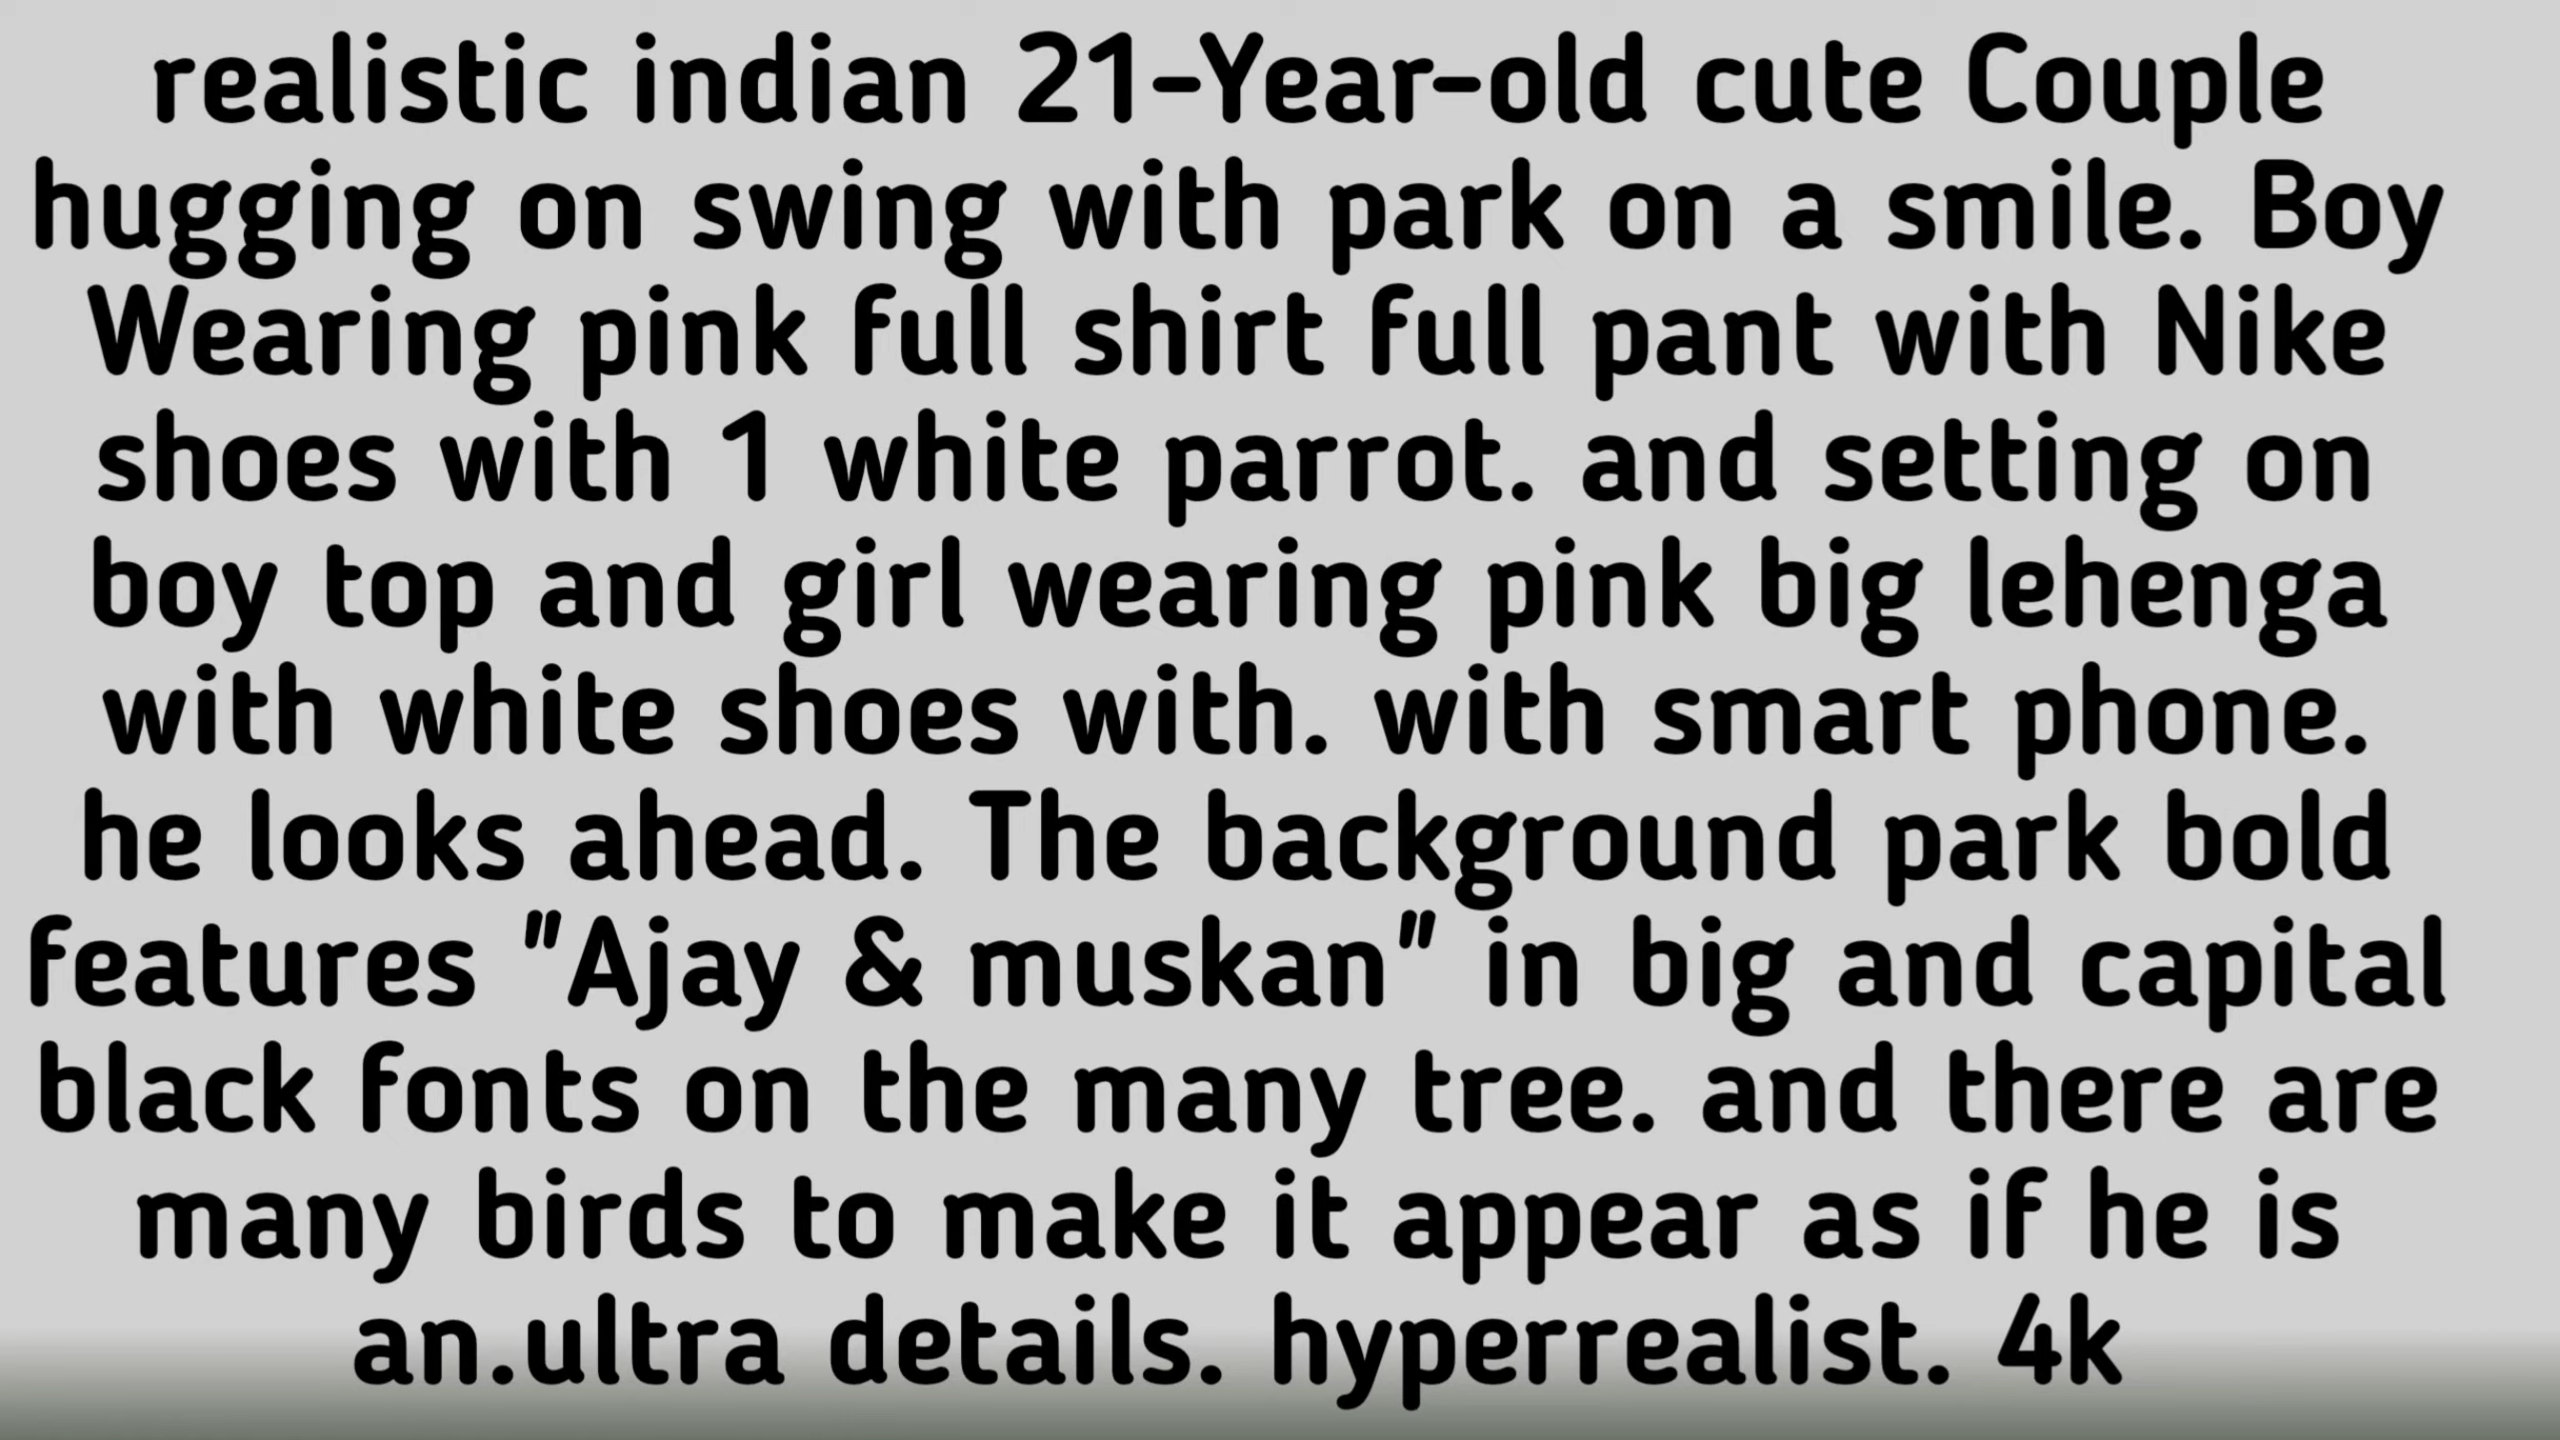 realistic indian 21-Year-old cute Couple
hugging on swing with park on a smile. Boy
Wearing pink full shirt full pant with Nike
shoes with 1 white parrot. and setting on
boy top and girl wearing pink big lehenga
with white shoes with. with smart phone.
he looks ahead. The background park bold
features "Ajay & muskan" in big and capital
black fonts on the many tree. and there are
many birds to make it appear as if he is
an.ultra details. hyperrealist. 4k